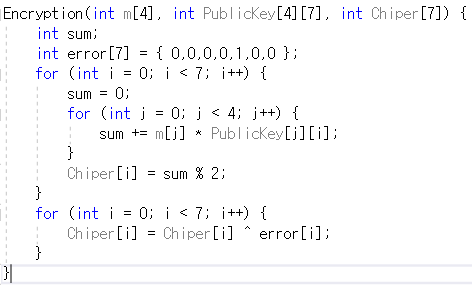 Encryption(int m[4], int PublicKey[4][7], int Chiper[7]) {
    int sum;
    int error[7] = { 0,0,0,0,1,0,0 };
    for (int i = 0; i < 7; i++) {
        sum = 0;
        for (int j = 0; j < 4; j++) {
            sum += m[j] * PublicKey[j][i];
        }
        Chiper[i] = sum % 2;
    }
    for (int i = 0; i < 7; i++) {
        Chiper[i] = Chiper[i] ^ error[i];
    }
}